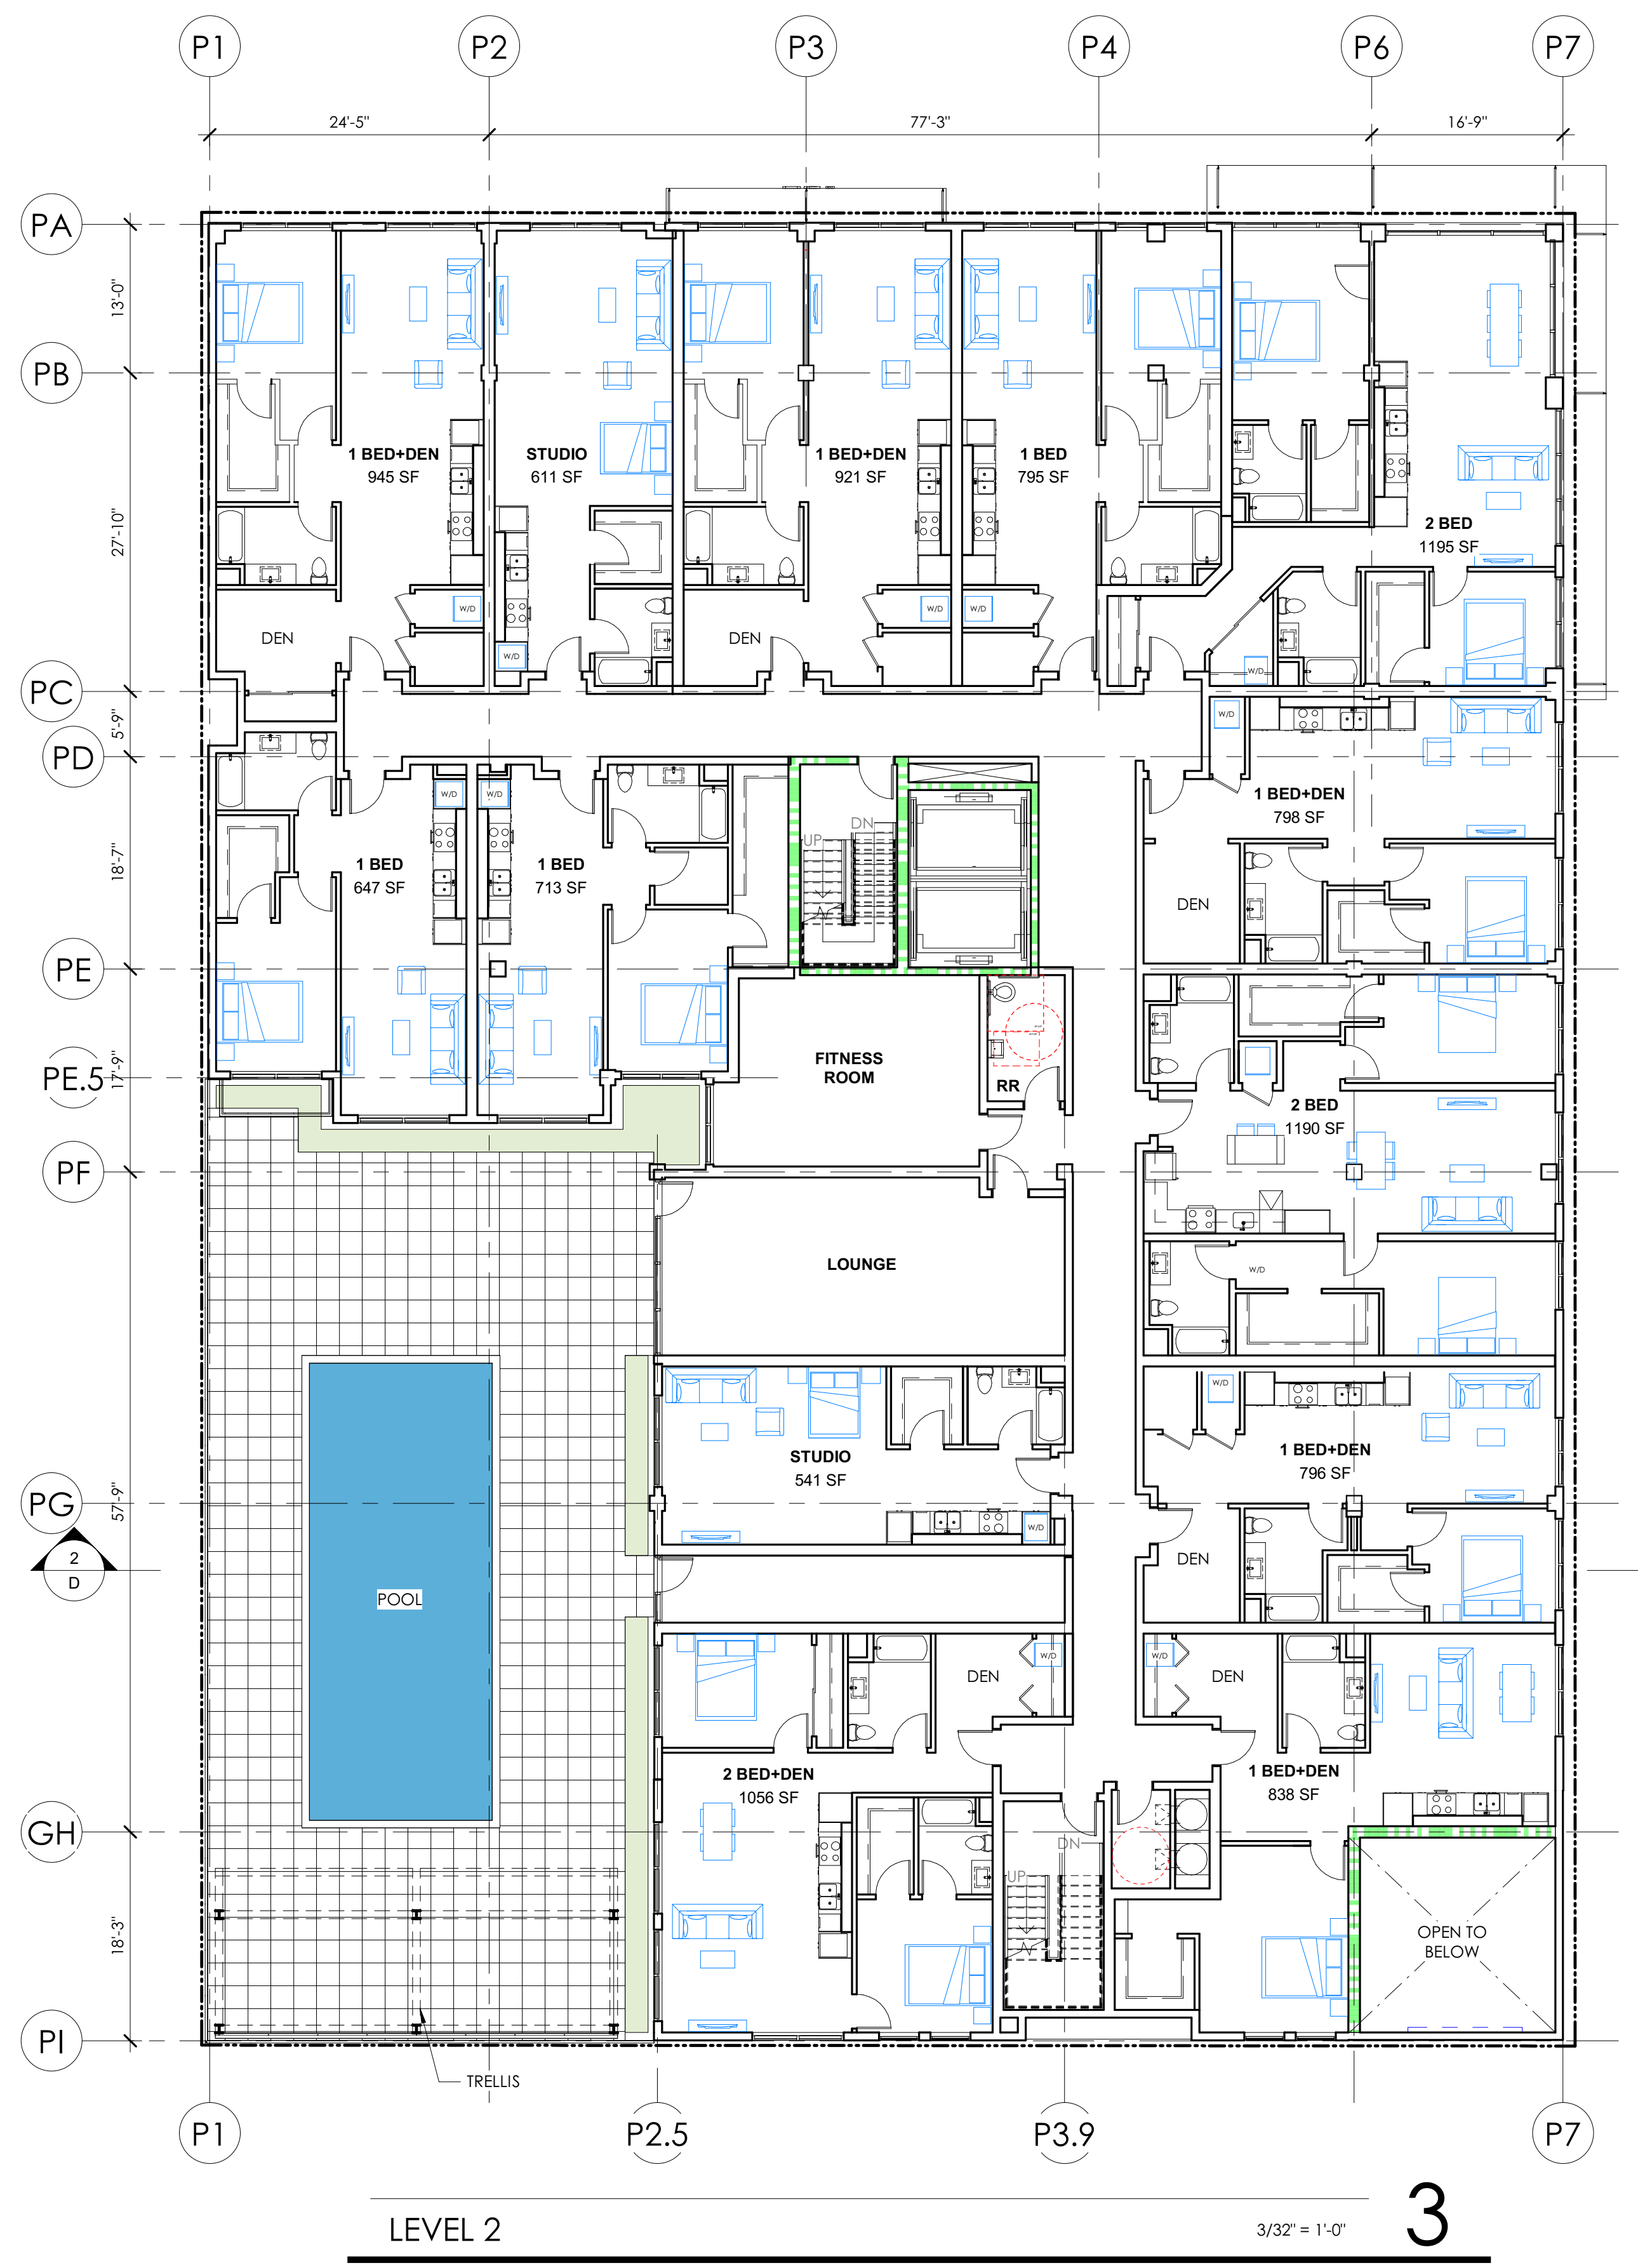 P1 P2 P3 P4 P6 P7
24'-5" 77'-3" 16'-9"
PA
13'-0"
PB
1 BED+DEN
945 SF
STUDIO
611 SF
1 BED+DEN
921 SF
1 BED
795 SF
27'-10"
2 BED
1195 SF
W/D
W/D
W/D
DEN
DEN
W/D
W/D
PC
5'-9"
W/D
PD
W/D
W/D
1 BED+DEN
798 SF
DN
UP
18'-7"
1 BED
647 SF
1 BED
713 SF
DEN
PE
PE.5
17'-9"
FITNESS
ROOM
RR
2 BED
1190 SF
PF
LOUNGE
W/D
W/D
1 BED+DEN
796 SF
STUDIO
541 SF
PG
57'-9"
W/D
2
D
DEN
POOL
W/D
W/D
DEN
DEN
2 BED+DEN
1056 SF
1 BED+DEN
838 SF
GH
DN
UP
18'-3"
OPEN TO
BELOW
PI
TRELLIS
P1 P2.5 P3.9 P7
LEVEL 2
3/32" = 1'-0"
3